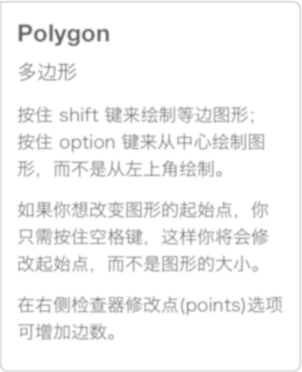 Polygon
多边形
按住 shift 键来绘制等边图形；
按住 option 键来从中心绘制图
形，而不是从左上角绘制。
如果你想改变图形的起始点，你
只需按住空格键，这样你将会修
改起始点，而不是图形的大小。
在右侧检查器修改点(points)选项
可增加边数。